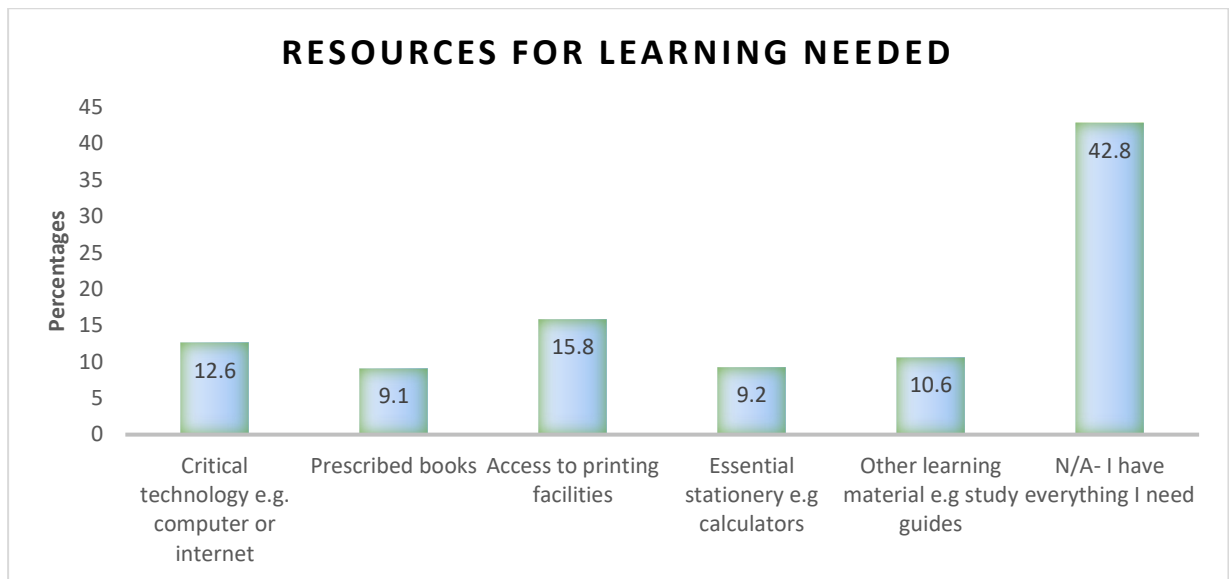 RESOURCES FOR LEARNING NEEDED
Percentages
45
40
35
30
25
20
15
10
5
0
12.6
9.1
15.8
9.2
10.6
42.8
Critical
technology e.g.
computer or
internet
Prescribed books
Access to printing
facilities
Essential
stationery e.g
calculators
Other learning
material e.g study
guides
N/A- I have
everything I need